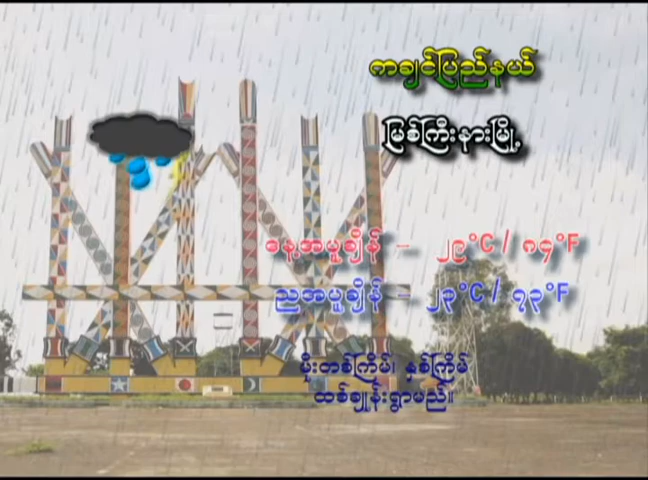 ကချင်ပြည်နယ်
မြစ်ကြီးနားမြို့
နေ့အပူချိန် – ၂၉°C / ၈၄°F
ညအပူချိန် – ၂၃°C / ၇၃°F
မိုးတစ်ကြိမ်၊ နှစ်ကြိမ်
ထစ်ချုန်းရွာမည်။